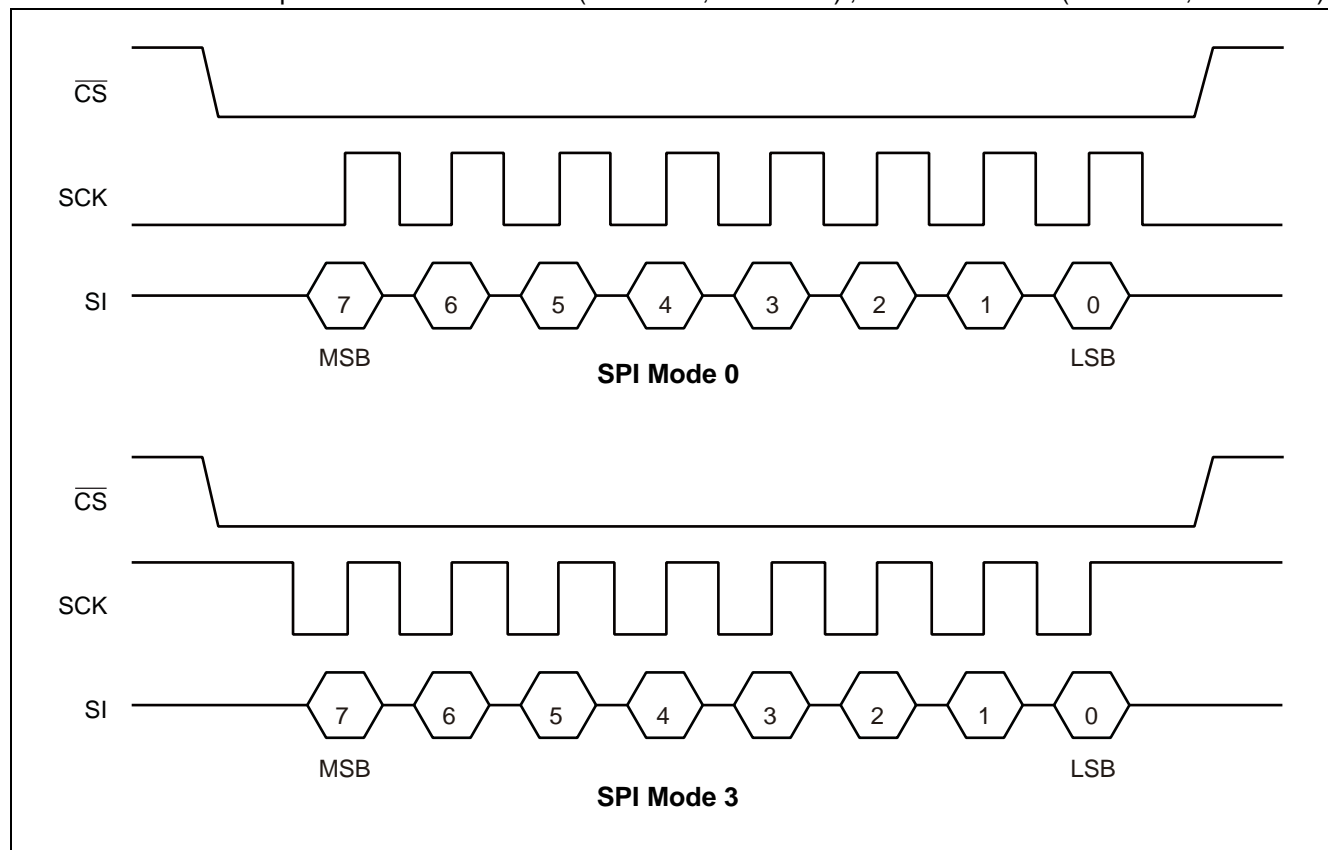 CS
SCK
SI
7 6 5 4 3 2 1 0
MSB LSB
SPI Mode 0
CS
SCK
SI
7 6 5 4 3 2 1 0
MSB LSB
SPI Mode 3